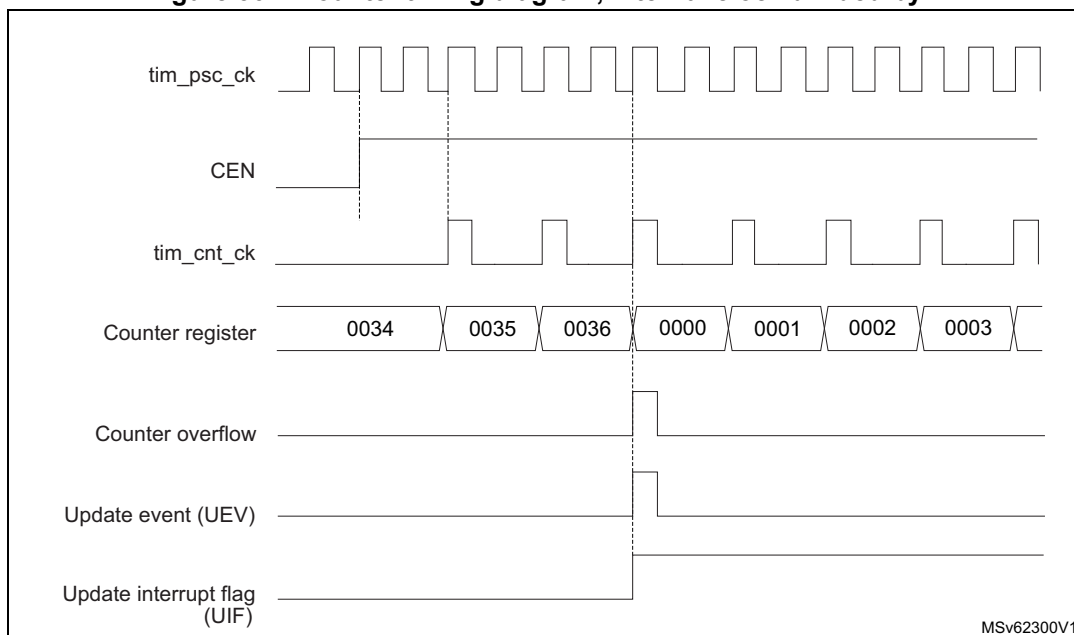 tim_psc_ck
CEN
tim_cnt_ck
Counter register
0034 0035 0036 0000 0001 0002 0003
Counter overflow
Update event (UEV)
Update interrupt flag
(UIF)
MSv62300V1